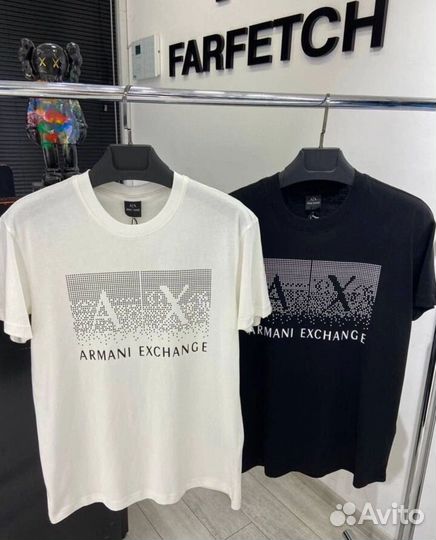 FARFETCH
A|X
ARMANI EXCHANGE
A|X
ARMANI EXCHANGE
Avito